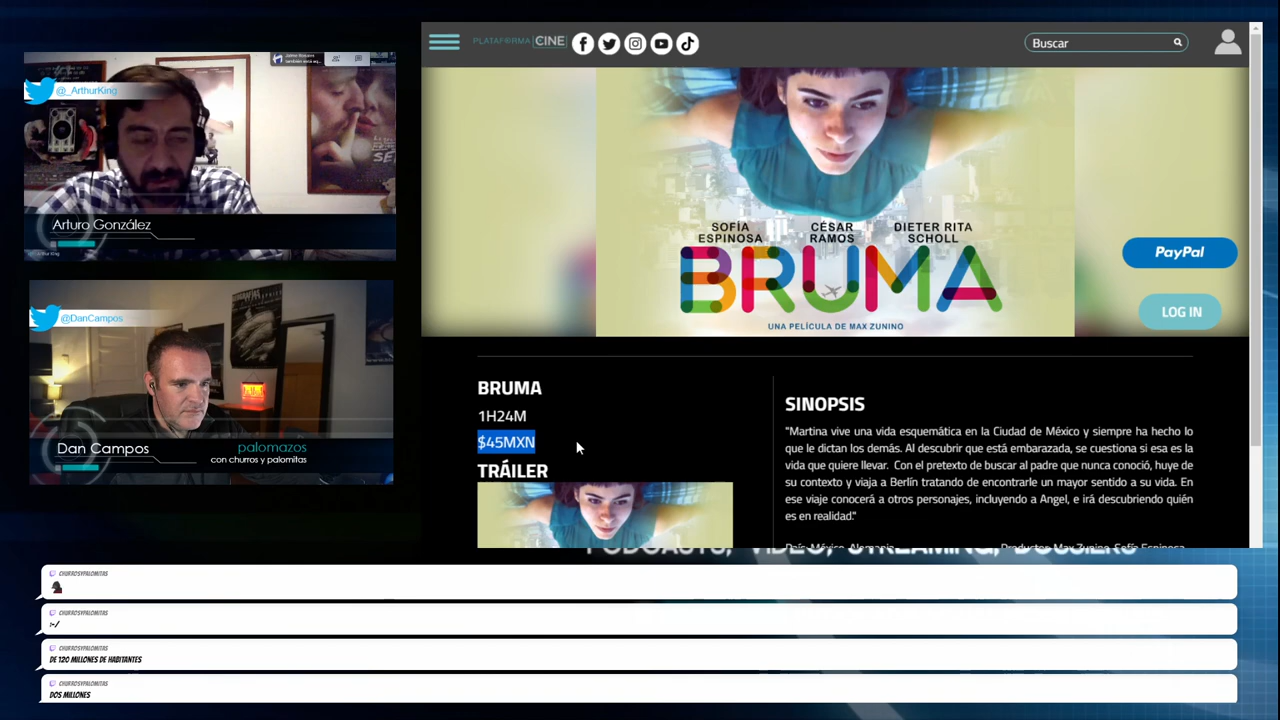 @_ArthurKing
Arturo González
@DanCampos
Dan Campos
palomazos
con churros y palomitas
PLATAFORMA CINE
Buscar
SOFÍA ESPINOSA
CÉSAR RAMOS
DIETER RITA SCHOLL
BRUMA
UNA PELÍCULA DE MAX ZUNINO
PayPal
LOG IN
BRUMA
1H24M
$45MXN
TRÁILER
SINOPSIS
"Martina vive una vida esquemática en la Ciudad de México y siempre ha hecho lo
que le dictan los demás. Al descubrir que está embarazada, se cuestiona si esa es la
vida que quiere llevar. Con el pretexto de buscar al padre que nunca conoció, huye de
su contexto y viaja a Berlín tratando de encontrarle un mayor sentido a su vida. En
ese viaje conocerá a otros personajes, incluyendo a Angel, e irá descubriendo quién
es en realidad."
CHURROSYPALOMITAS
CHURROSYPALOMITAS
:-/
CHURROSYPALOMITAS
DE 120 MILLONES DE HABITANTES
CHURROSYPALOMITAS
DOS MILLONES